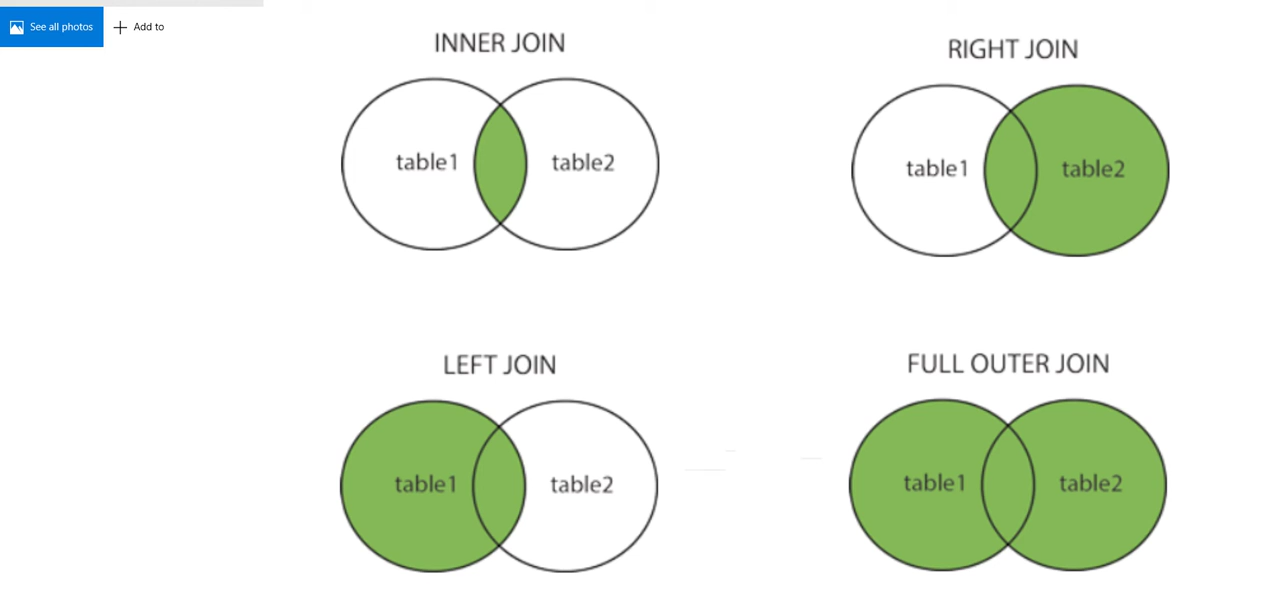 See all photos
Add to
INNER JOIN
table1
table2
RIGHT JOIN
table1
table2
LEFT JOIN
table1
table2
FULL OUTER JOIN
table1
table2